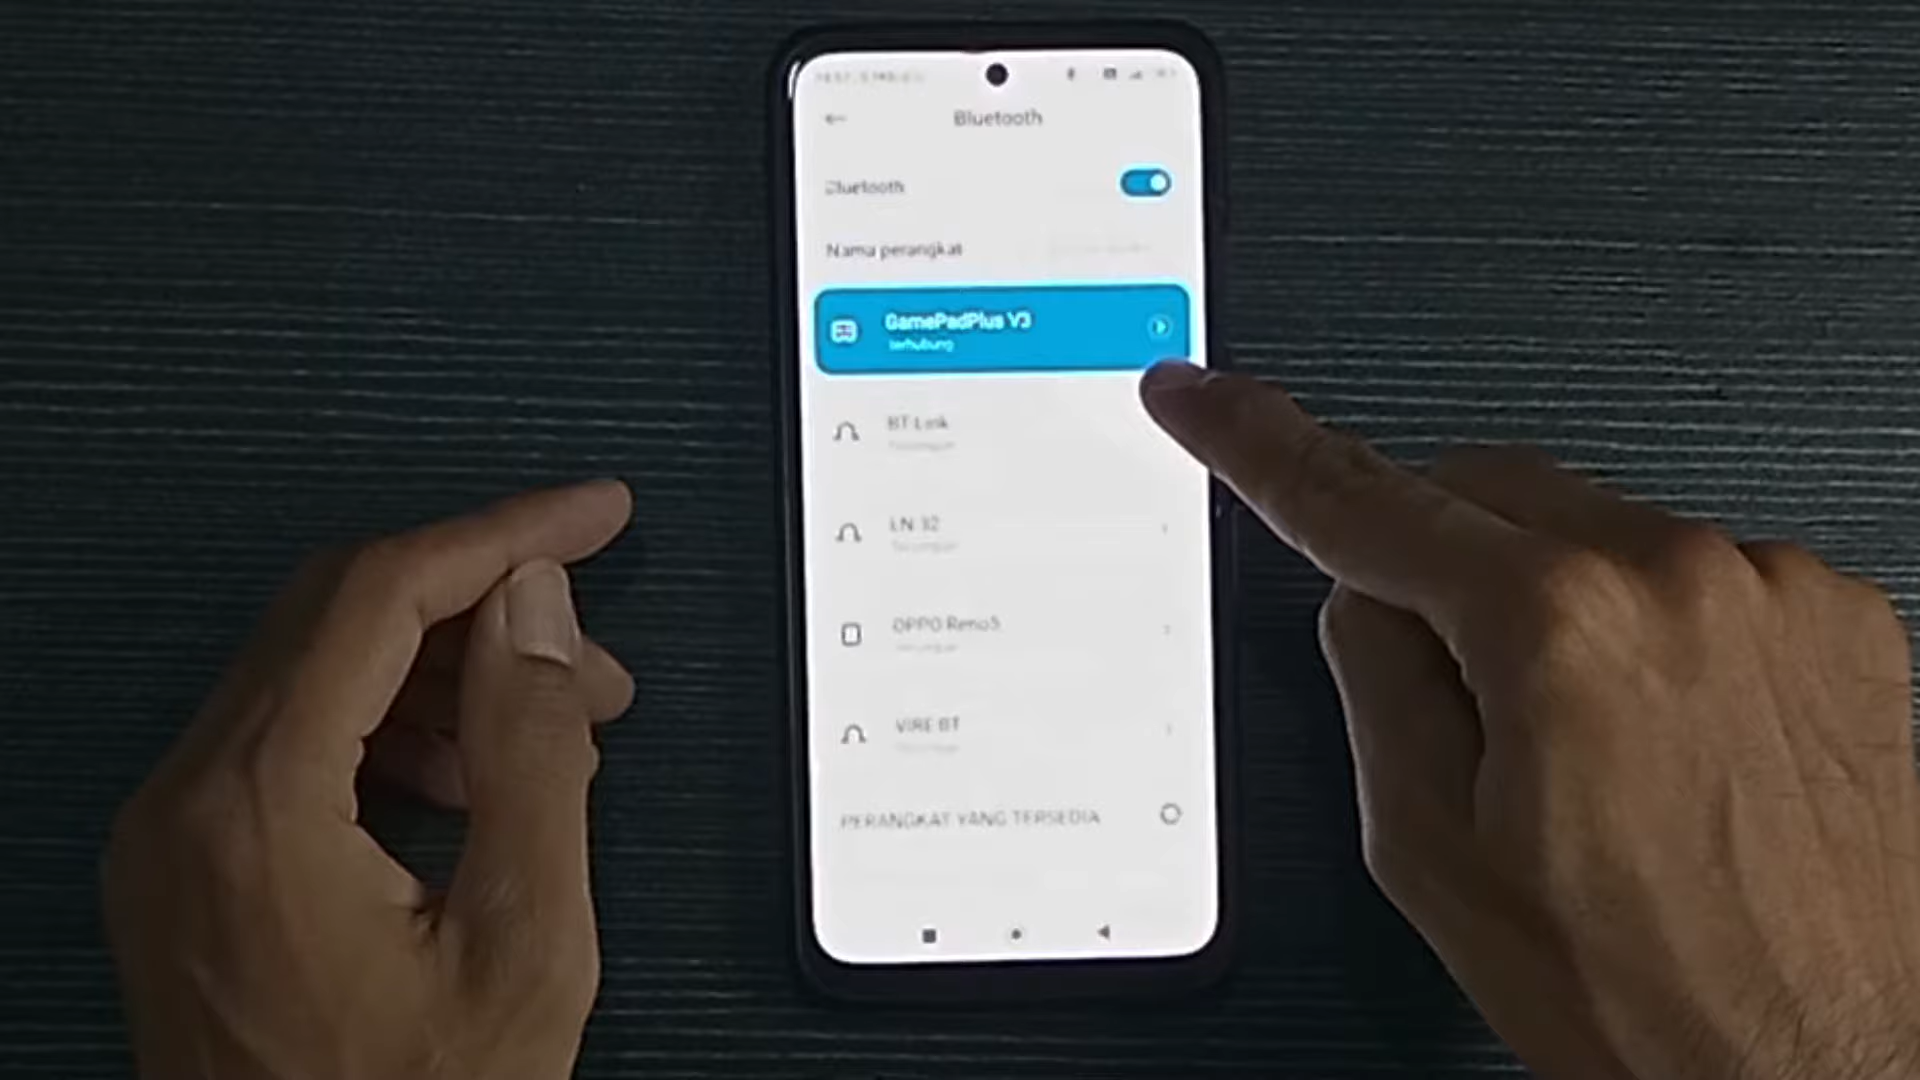 Bluetooth
Bluetooth
Nama perangkat
GamePadPlus V3
terhubung
BT Link
LN 32
OPPO Reno5
VIRE BT
PERANGKAT YANG TERSEDIA